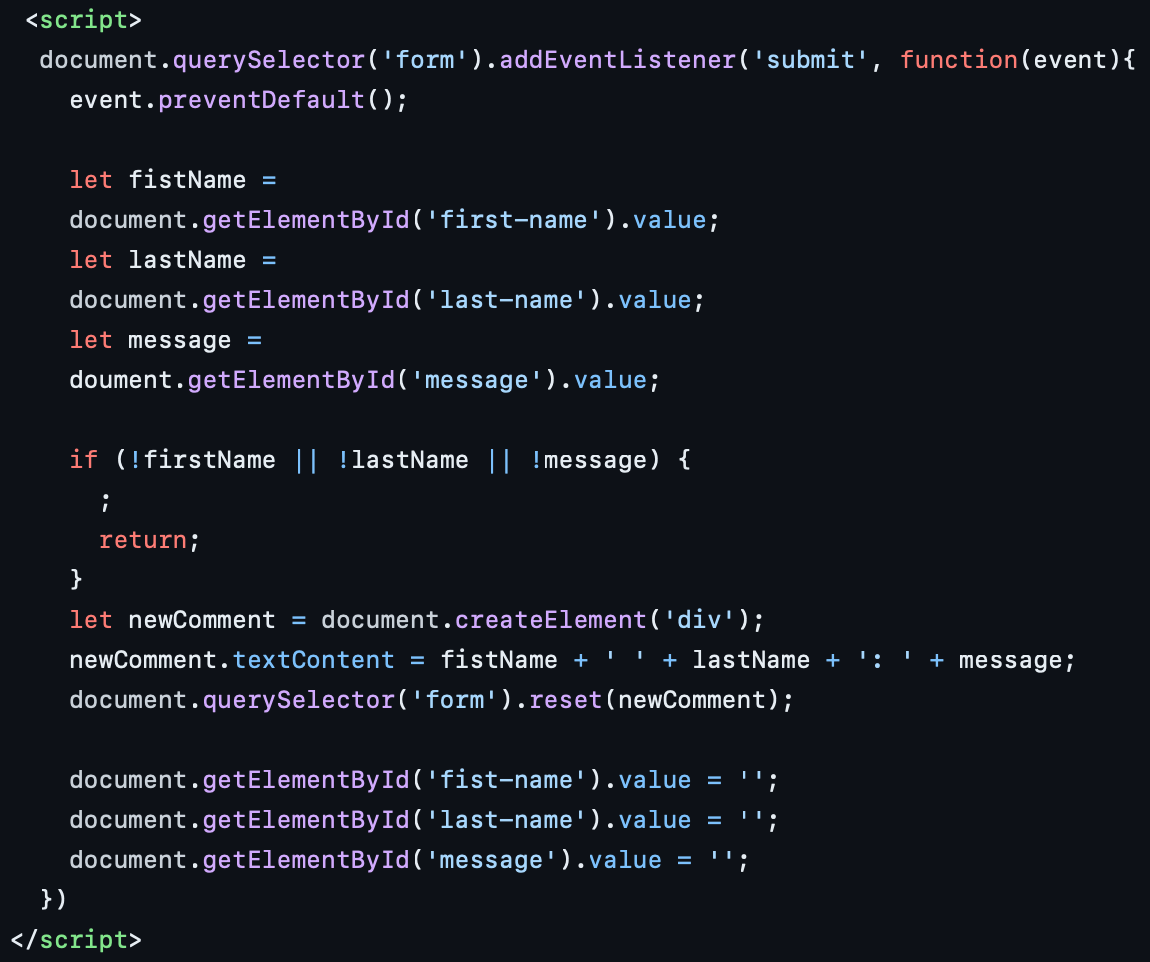 <script>
document.querySelector('form').addEventListener('submit', function(event){
event.preventDefault();
let fistName =
document.getElementById('first-name').value;
let lastName =
document.getElementById('last-name').value;
let message =
doument.getElementById('message').value;
if (!firstName || !lastName || !message) {
;
return;
}
let newComment = document.createElement('div');
newComment.textContent = fistName + ' ' + lastName + ': ' + message;
document.querySelector('form').reset(newComment);
document.getElementById('fist-name').value = '';
document.getElementById('last-name').value = '';
document.getElementById('message').value = '';
})
</script>